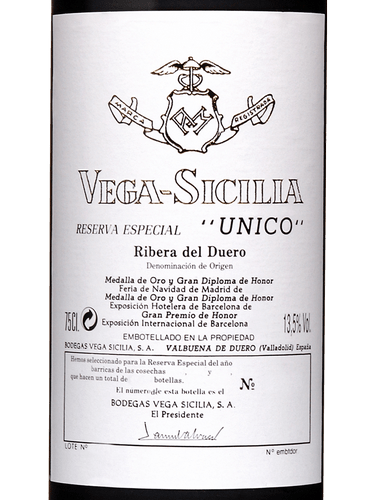 MARCA REGISTRADA
VEGA-SICILIA
RESERVA ESPECIAL "UNICO"
Ribera del Duero
Denominación de Origen
Medalla de Oro y Gran Diploma de Honor
Feria de Navidad de Madrid de
Medalla de Oro y Gran Diploma de Honor
Exposición Hotelera de Barcelona
Gran Premio de Honor
Exposición Internacional de Barcelona
75Cl. 13.5% Vol.
EMBOTELLADO EN LA PROPIEDAD
BODEGAS VEGA SICILIA, S. A. VALBUENA DE DUERO (Valladolid) España
Hemos seleccionado para la Reserva Especial del año
barricas de las cosechas , y .
que hacen un total de: botellas.
El numero de esta botella es el Nº
BODEGAS VEGA SICILIA, S. A.
El Presidente
LOTE Nº Nº embtdor